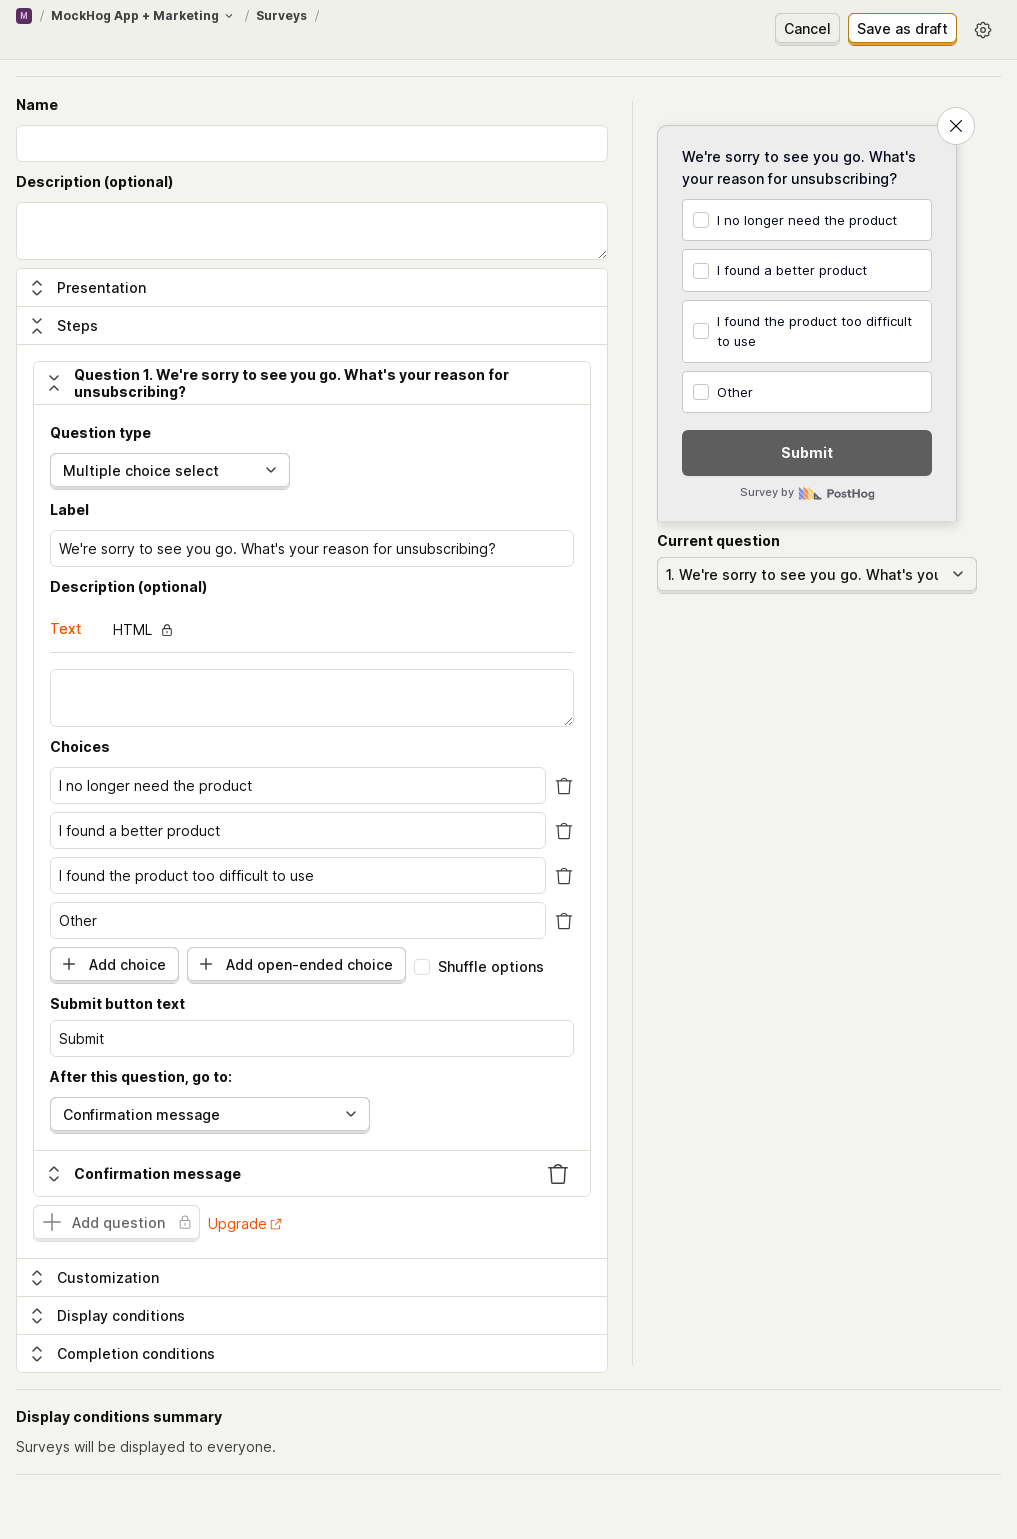 M / MockHog App + Marketing / Surveys /
Cancel
Save as draft
Name
Description (optional)
Presentation
Steps
Question 1. We're sorry to see you go. What's your reason for
unsubscribing?
Question type
Multiple choice select
Label
We're sorry to see you go. What's your reason for unsubscribing?
Description (optional)
Text
HTML
Choices
I no longer need the product
I found a better product
I found the product too difficult to use
Other
Add choice
Add open-ended choice
Shuffle options
Submit button text
Submit
After this question, go to:
Confirmation message
Confirmation message
Add question
Upgrade
Customization
Display conditions
Completion conditions
We're sorry to see you go. What's
your reason for unsubscribing?
I no longer need the product
I found a better product
I found the product too difficult
to use
Other
Submit
Survey by PostHog
Current question
1. We're sorry to see you go. What's you
Display conditions summary
Surveys will be displayed to everyone.